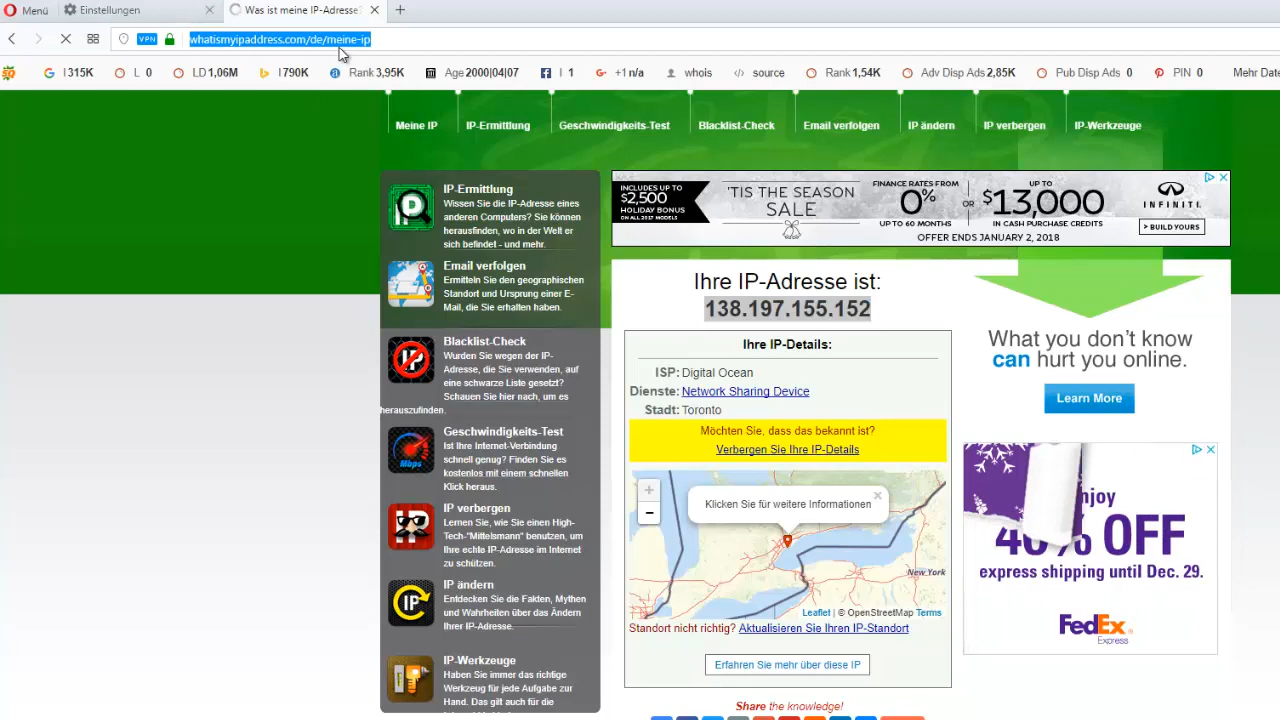 Menü
Einstellungen
Was ist meine IP-Adresse?
VPN
whatismyipaddress.com/de/meine-ip
I 315K
L 0
LD 1,06M
I 790K
Rank 3,95K
Age 2000|04|07
I 1
+1 n/a
whois
source
Rank 1,54K
Adv Disp Ads 2,85K
Pub Disp Ads 0
PIN 0
Mehr Date
Meine IP
IP-Ermittlung
Geschwindigkeits-Test
Blacklist-Check
Email verfolgen
IP ändern
IP verbergen
IP-Werkzeuge
IP-Ermittlung
Wissen Sie die IP-Adresse eines
anderen Computers? Sie können
herausfinden, wo in der Welt er
sich befindet - und mehr.
Email verfolgen
Ermitteln Sie den geographischen
Standort und Ursprung einer E-
Mail, die Sie erhalten haben.
Blacklist-Check
Wurden Sie wegen der IP-
Adresse, die Sie verwenden, auf
eine schwarze Liste gesetzt?
Schauen Sie hier nach, um es
herauszufinden.
Geschwindigkeits-Test
Ist Ihre Internet-Verbindung
schnell genug? Finden Sie es
kostenlos mit einem schnellen
Klick heraus.
IP verbergen
Lernen Sie, wie Sie einen High-
Tech-"Mittelsmann" benutzen, um
Ihre echte IP-Adresse im Internet
zu schützen.
IP ändern
Entdecken Sie die Fakten, Mythen
und Wahrheiten über das Ändern
Ihrer IP-Adresse.
IP-Werkzeuge
Haben Sie immer das richtige
Werkzeug für jede Aufgabe zur
Hand. Das gilt auch für die
INCLUDES UP TO
$2,500
HOLIDAY BONUS
ON ALL 2017 MODELS
'TIS THE SEASON
SALE
FINANCE RATES FROM
0%
UP TO 60 MONTHS
OR
UP TO
$13,000
IN CASH PURCHASE CREDITS
OFFER ENDS JANUARY 2, 2018
INFINITI.
> BUILD YOURS
Ihre IP-Adresse ist:
138.197.155.152
Ihre IP-Details:
ISP: Digital Ocean
Dienste: Network Sharing Device
Stadt: Toronto
Möchten Sie, dass das bekannt ist?
Verbergen Sie Ihre IP-Details
+
−
Klicken Sie für weitere Informationen
×
New York
Leaflet | © OpenStreetMap Terms
Standort nicht richtig? Aktualisieren Sie Ihren IP-Standort
Erfahren Sie mehr über diese IP
Share the knowledge!
What you don't know
can hurt you online.
Learn More
njoy
40% OFF
express shipping until Dec. 29.
FedEx
Express